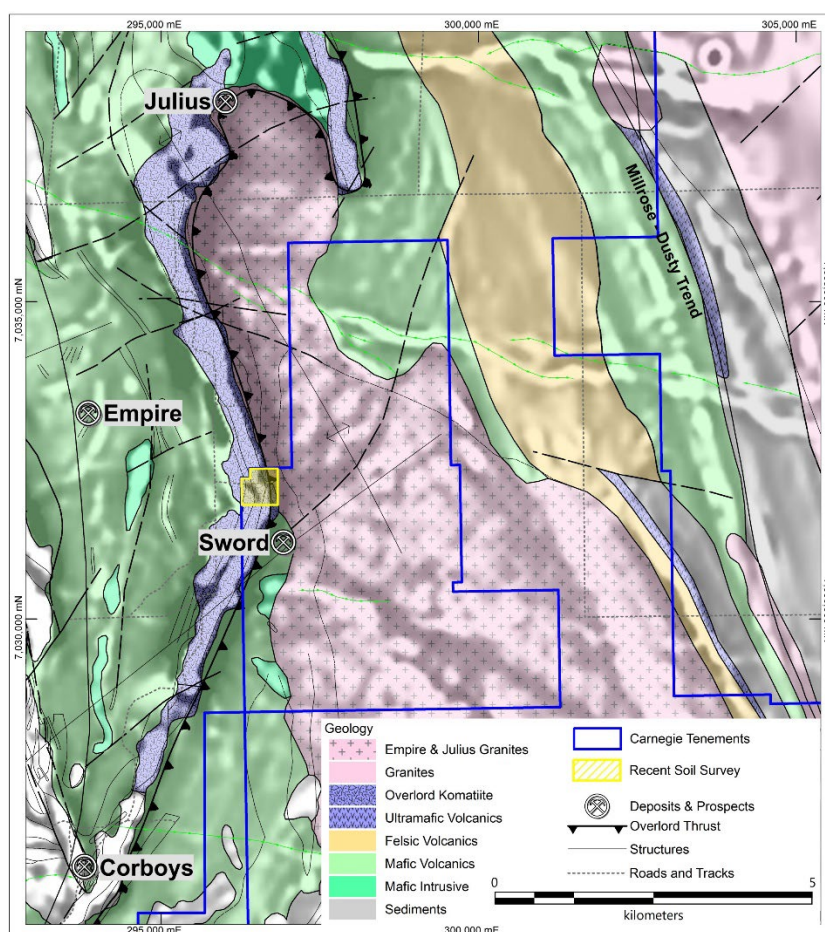 295,000 mE
300,000 mE
305,000 mE
Julius
Millrose - Dusty Trend
7,035,000 mN
Empire
Sword
7,030,000 mN
Corboys
Geology
Empire & Julius Granites
Granites
Overlord Komatiite
Ultramafic Volcanics
Felsic Volcanics
Mafic Volcanics
Mafic Intrusive
Sediments
Carnegie Tenements
Recent Soil Survey
Deposits & Prospects
Overlord Thrust
Structures
Roads and Tracks
0
5
kilometers
295,000 mE
300,000 mE